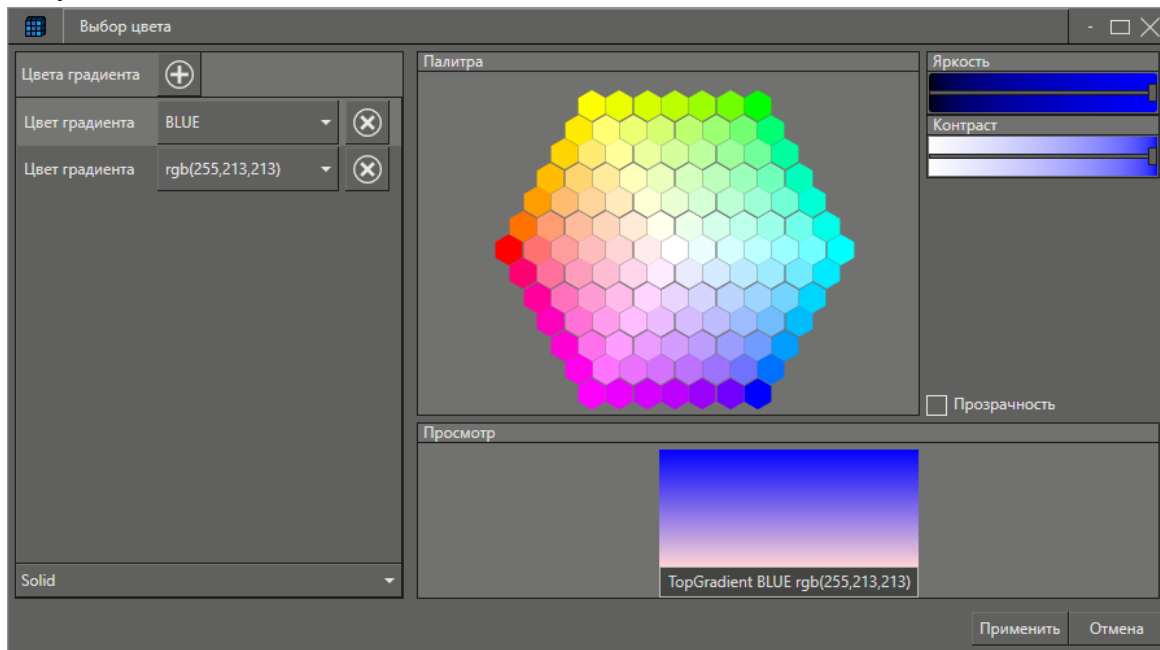 Выбор цвета
Цвета градиента
Цвет градиента BLUE
Цвет градиента rgb(255,213,213)
Solid
Палитра
Яркость
Контраст
Прозрачность
Просмотр
TopGradient BLUE rgb(255,213,213)
Применить Отмена